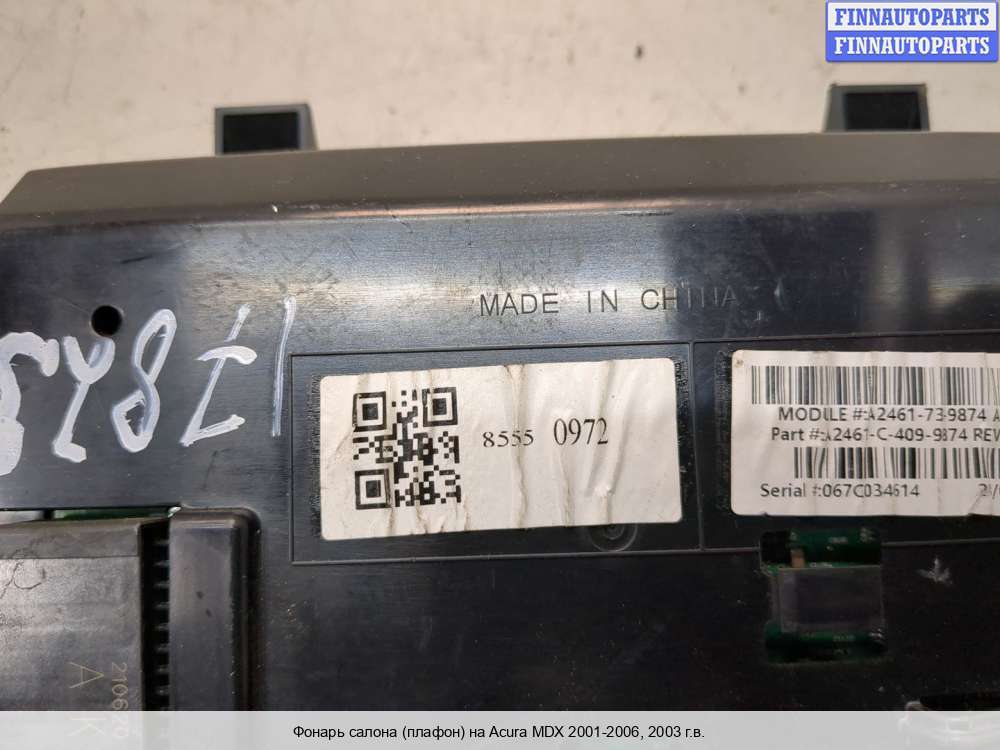 FINNAUTOPARTS
FINNAUTOPARTS
MADE IN CHINA
8555 0972
MODULE #:A2461-739874
Part #:A2461-C-409-9874 REV
Serial #:067C034614
210620
A
Фонарь салона (плафон) на Acura MDX 2001-2006, 2003 г.в.